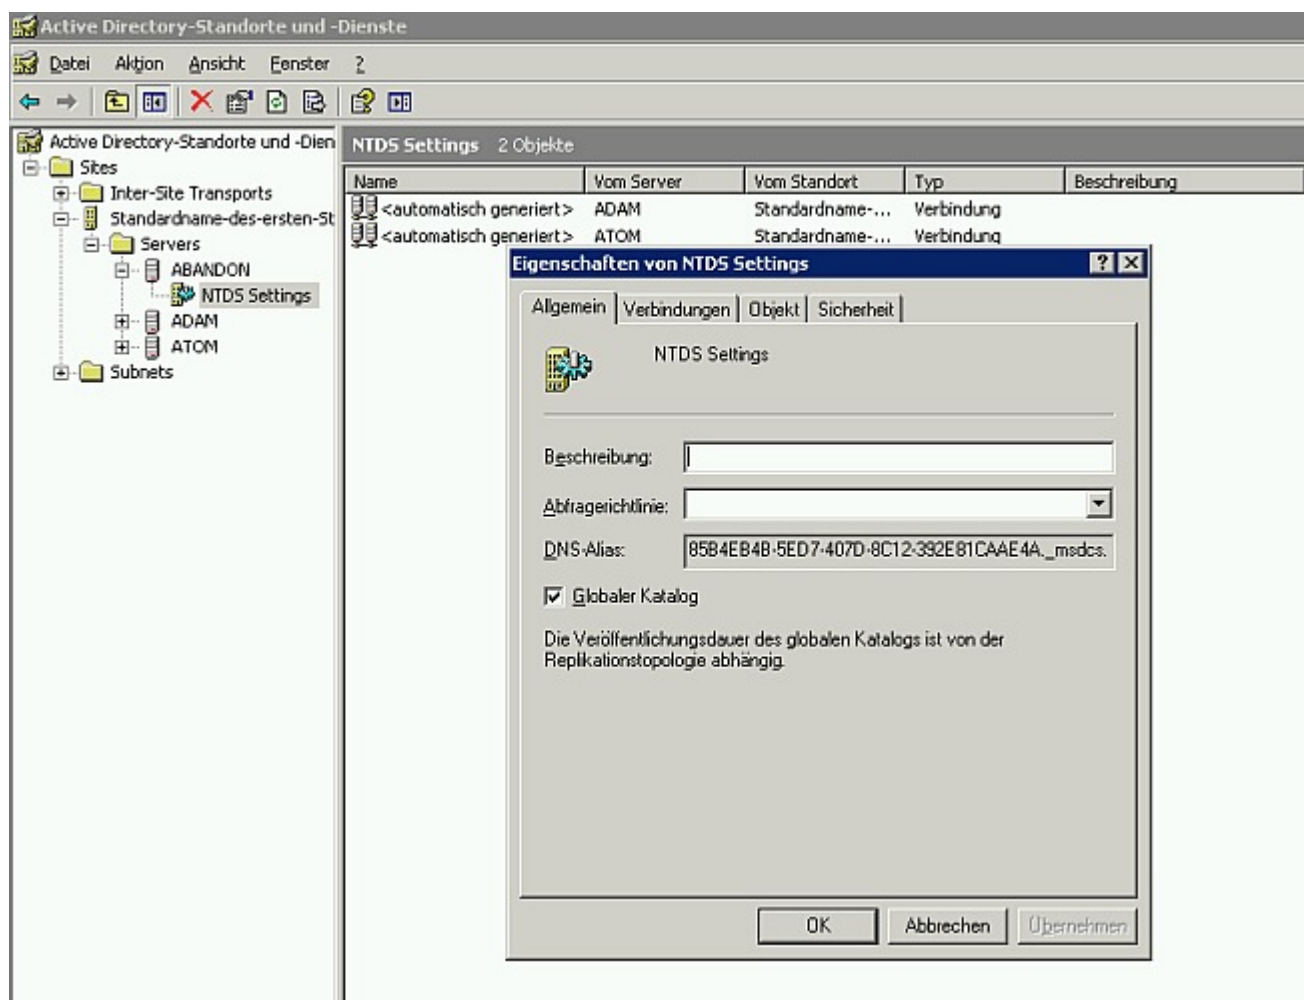 Active Directory-Standorte und -Dienste
Datei Aktion Ansicht Fenster ?
Active Directory-Standorte und -Dien
Sites
Inter-Site Transports
Standardname-des-ersten-St
Servers
ABANDON
NTDS Settings
ADAM
ATOM
Subnets
NTDS Settings 2 Objekte
Name Vom Server Vom Standort Typ Beschreibung
<automatisch generiert> ADAM Standardname-... Verbindung
<automatisch generiert> ATOM Standardname-... Verbindung
Eigenschaften von NTDS Settings
Allgemein Verbindungen Objekt Sicherheit
NTDS Settings
Beschreibung:
Abfragerichtlinie:
DNS-Alias: 85B4EB4B-5ED7-407D-8C12-392E81CAAE4A._msdcs.
Globaler Katalog
Die Veröffentlichungsdauer des globalen Katalogs ist von der
Replikationstopologie abhängig.
OK Abbrechen Übernehmen